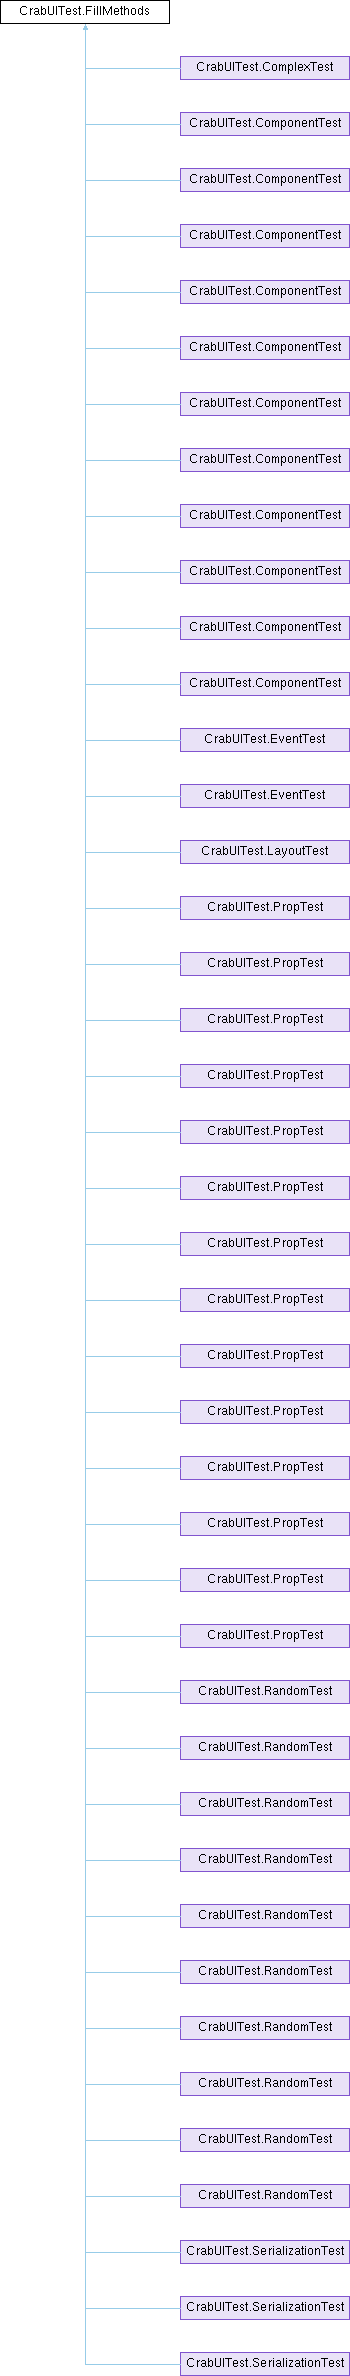 CrabUITest.FillMethods
CrabUITest.ComplexTest
CrabUITest.ComponentTest
CrabUITest.ComponentTest
CrabUITest.ComponentTest
CrabUITest.ComponentTest
CrabUITest.ComponentTest
CrabUITest.ComponentTest
CrabUITest.ComponentTest
CrabUITest.ComponentTest
CrabUITest.ComponentTest
CrabUITest.ComponentTest
CrabUITest.ComponentTest
CrabUITest.EventTest
CrabUITest.EventTest
CrabUITest.LayoutTest
CrabUITest.PropTest
CrabUITest.PropTest
CrabUITest.PropTest
CrabUITest.PropTest
CrabUITest.PropTest
CrabUITest.PropTest
CrabUITest.PropTest
CrabUITest.PropTest
CrabUITest.PropTest
CrabUITest.PropTest
CrabUITest.PropTest
CrabUITest.PropTest
CrabUITest.PropTest
CrabUITest.PropTest
CrabUITest.RandomTest
CrabUITest.RandomTest
CrabUITest.RandomTest
CrabUITest.RandomTest
CrabUITest.RandomTest
CrabUITest.RandomTest
CrabUITest.RandomTest
CrabUITest.RandomTest
CrabUITest.RandomTest
CrabUITest.RandomTest
CrabUITest.SerializationTest
CrabUITest.SerializationTest
CrabUITest.SerializationTest